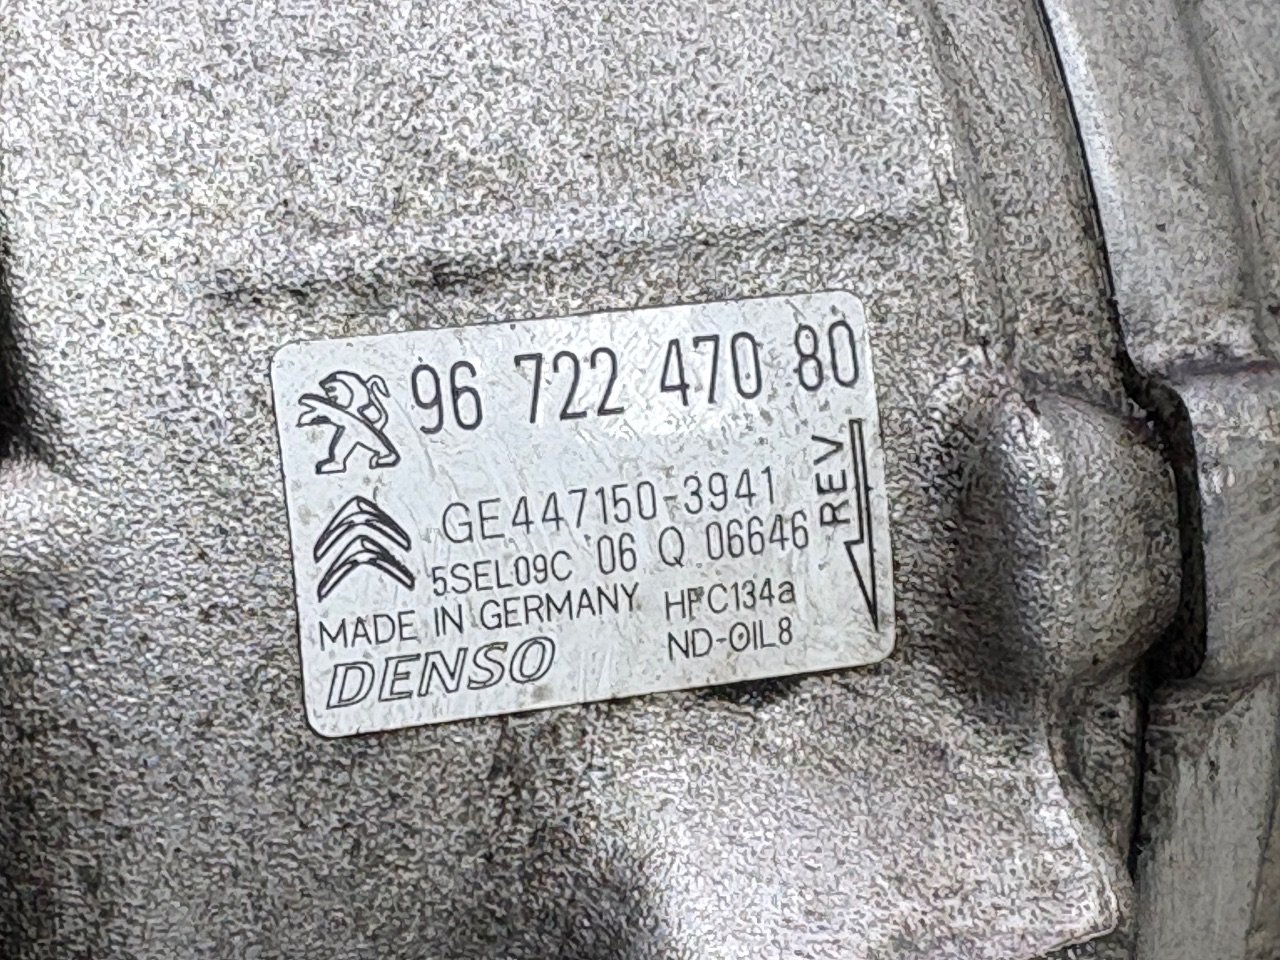 96 722 470 80
GE447150-3941
5SEL09C 06 Q 06646
REV
MADE IN GERMANY HFC134a
DENSO ND-OIL8